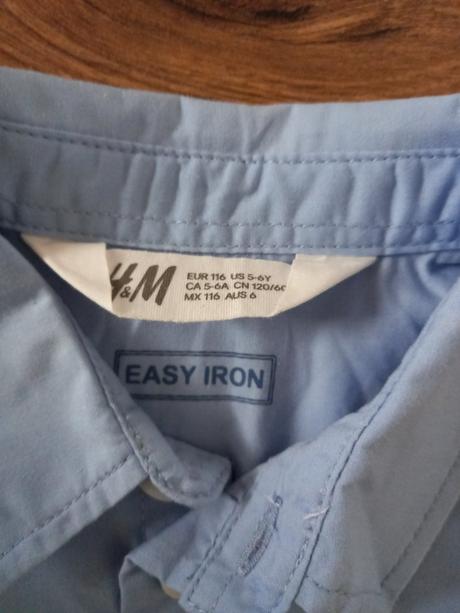 H&M
EUR 116 US 5-6Y
CA 5-6A CN 120/60
MX 116 AUS 6
EASY IRON